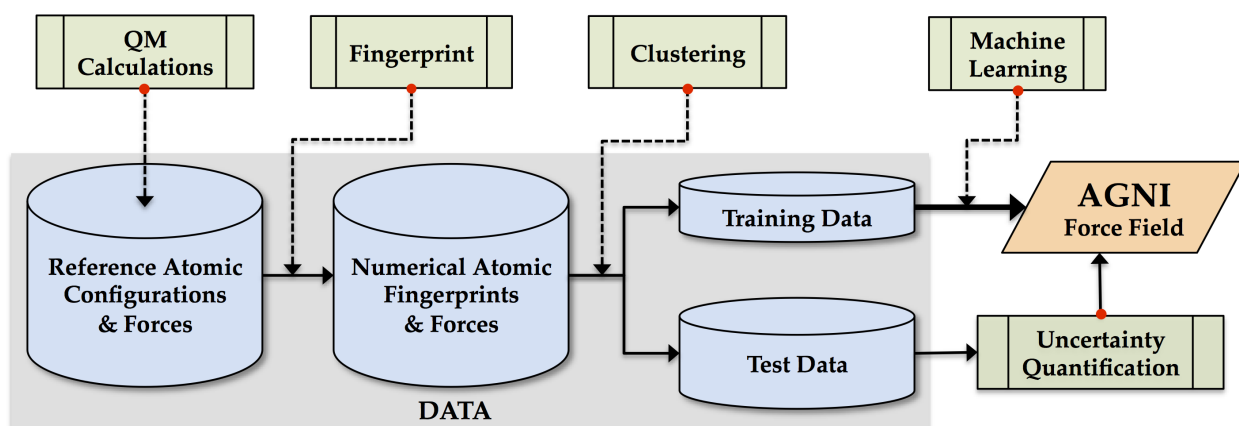 QM
Calculations
Fingerprint
Clustering
Machine
Learning
Reference Atomic
Configurations
& Forces
Numerical Atomic
Fingerprints
& Forces
Training Data
AGNI
Force Field
Test Data
Uncertainty
Quantification
DATA